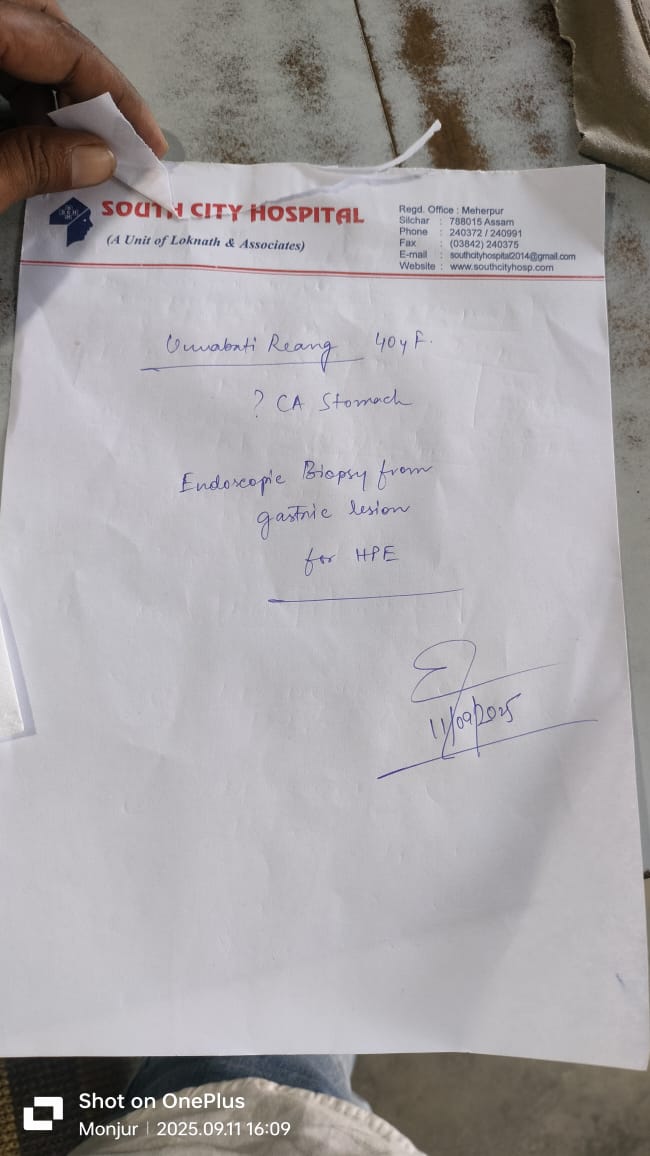 SOUTH CITY HOSPITAL
(A Unit of Loknath & Associates)
Regd. Office : Meherpur
Silchar : 788015 Assam
Phone : 240372 / 240991
Fax : (03842) 240375
E-mail : southcityhospital2014@gmail.com
Website : www.southcityhosp.com
Reang 40y F.
? CA Stomach
Endoscopic Biopsy from
gastric lesion
for HPE
11/09/2025
Shot on OnePlus
Monjur | 2025.09.11 16:09